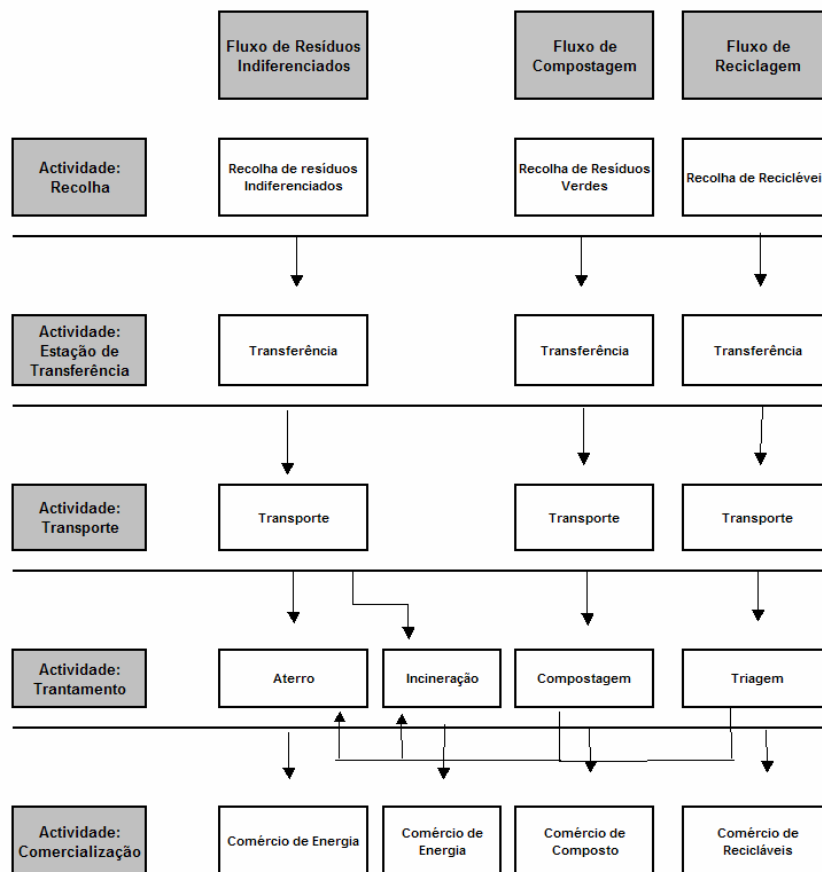 Fluxo de Resíduos
Indiferenciados
Fluxo de
Compostagem
Fluxo de
Reciclagem
Actividade:
Recolha
Recolha de resíduos
Indiferenciados
Recolha de Resíduos
Verdes
Recolha de Reciclévei
Actividade:
Estação de
Transferência
Transferência
Transferência
Transferência
Actividade:
Transporte
Transporte
Transporte
Transporte
Actividade:
Trantamento
Aterro
Incineração
Compostagem
Triagem
Actividade:
Comercialização
Comércio de Energia
Comércio de
Energia
Comércio de
Composto
Comércio de
Recicláveis